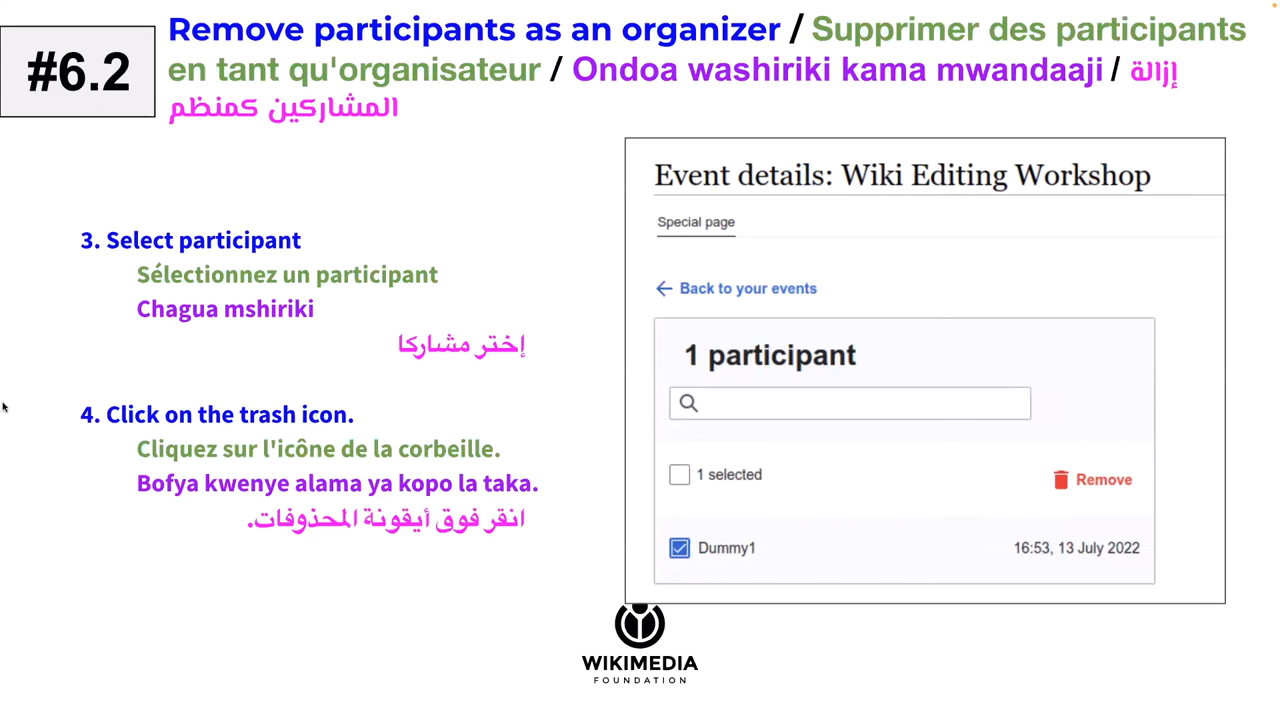 #6.2
Remove participants as an organizer / Supprimer des participants
en tant qu'organisateur / Ondoa washiriki kama mwandaaji / إزالة
المشاركين كمنظم
3. Select participant
Sélectionnez un participant
Chagua mshiriki
إختر مشاركا
4. Click on the trash icon.
Cliquez sur l'icône de la corbeille.
Bofya kwenye alama ya kopo la taka.
انقر فوق أيقونة المحذوفات.
Event details: Wiki Editing Workshop
Special page
Back to your events
1 participant
1 selected
Remove
Dummy1
16:53, 13 July 2022
WIKIMEDIA
FOUNDATION